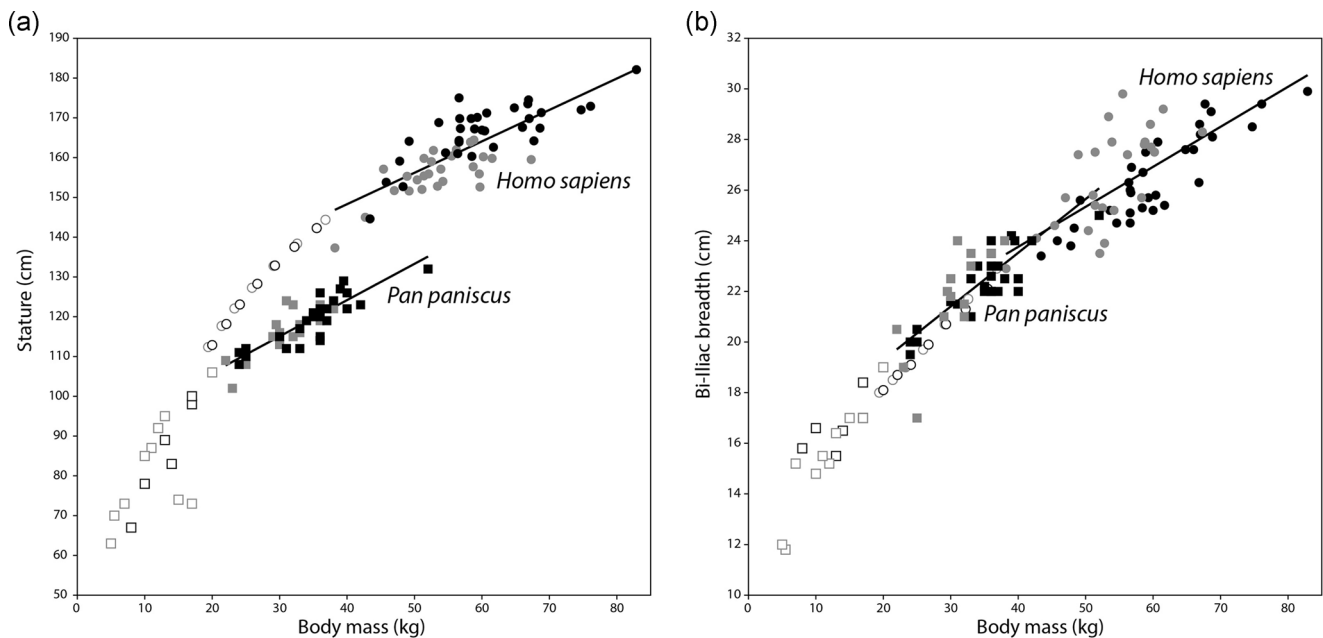 (a)
190
180
170
160
150
140
130
120
110
100
90
80
70
60
50
Stature (cm)
Homo sapiens
Pan paniscus
0 10 20 30 40 50 60 70 80
Body mass (kg)
(b)
32
30
28
26
24
22
20
18
16
14
12
10
Bi-Iliac breadth (cm)
Homo sapiens
Pan paniscus
0 10 20 30 40 50 60 70 80
Body mass (kg)